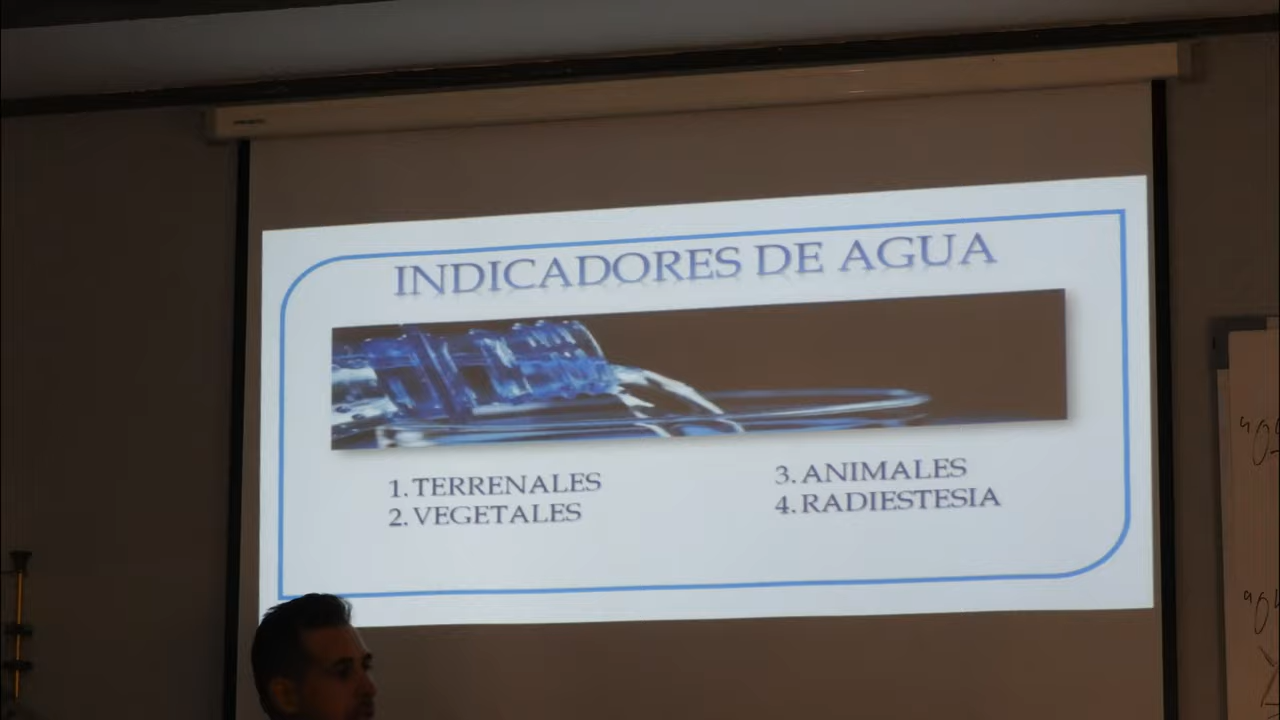 INDICADORES DE AGUA
1. TERRENALES
2. VEGETALES
3. ANIMALES
4. RADIESTESIA